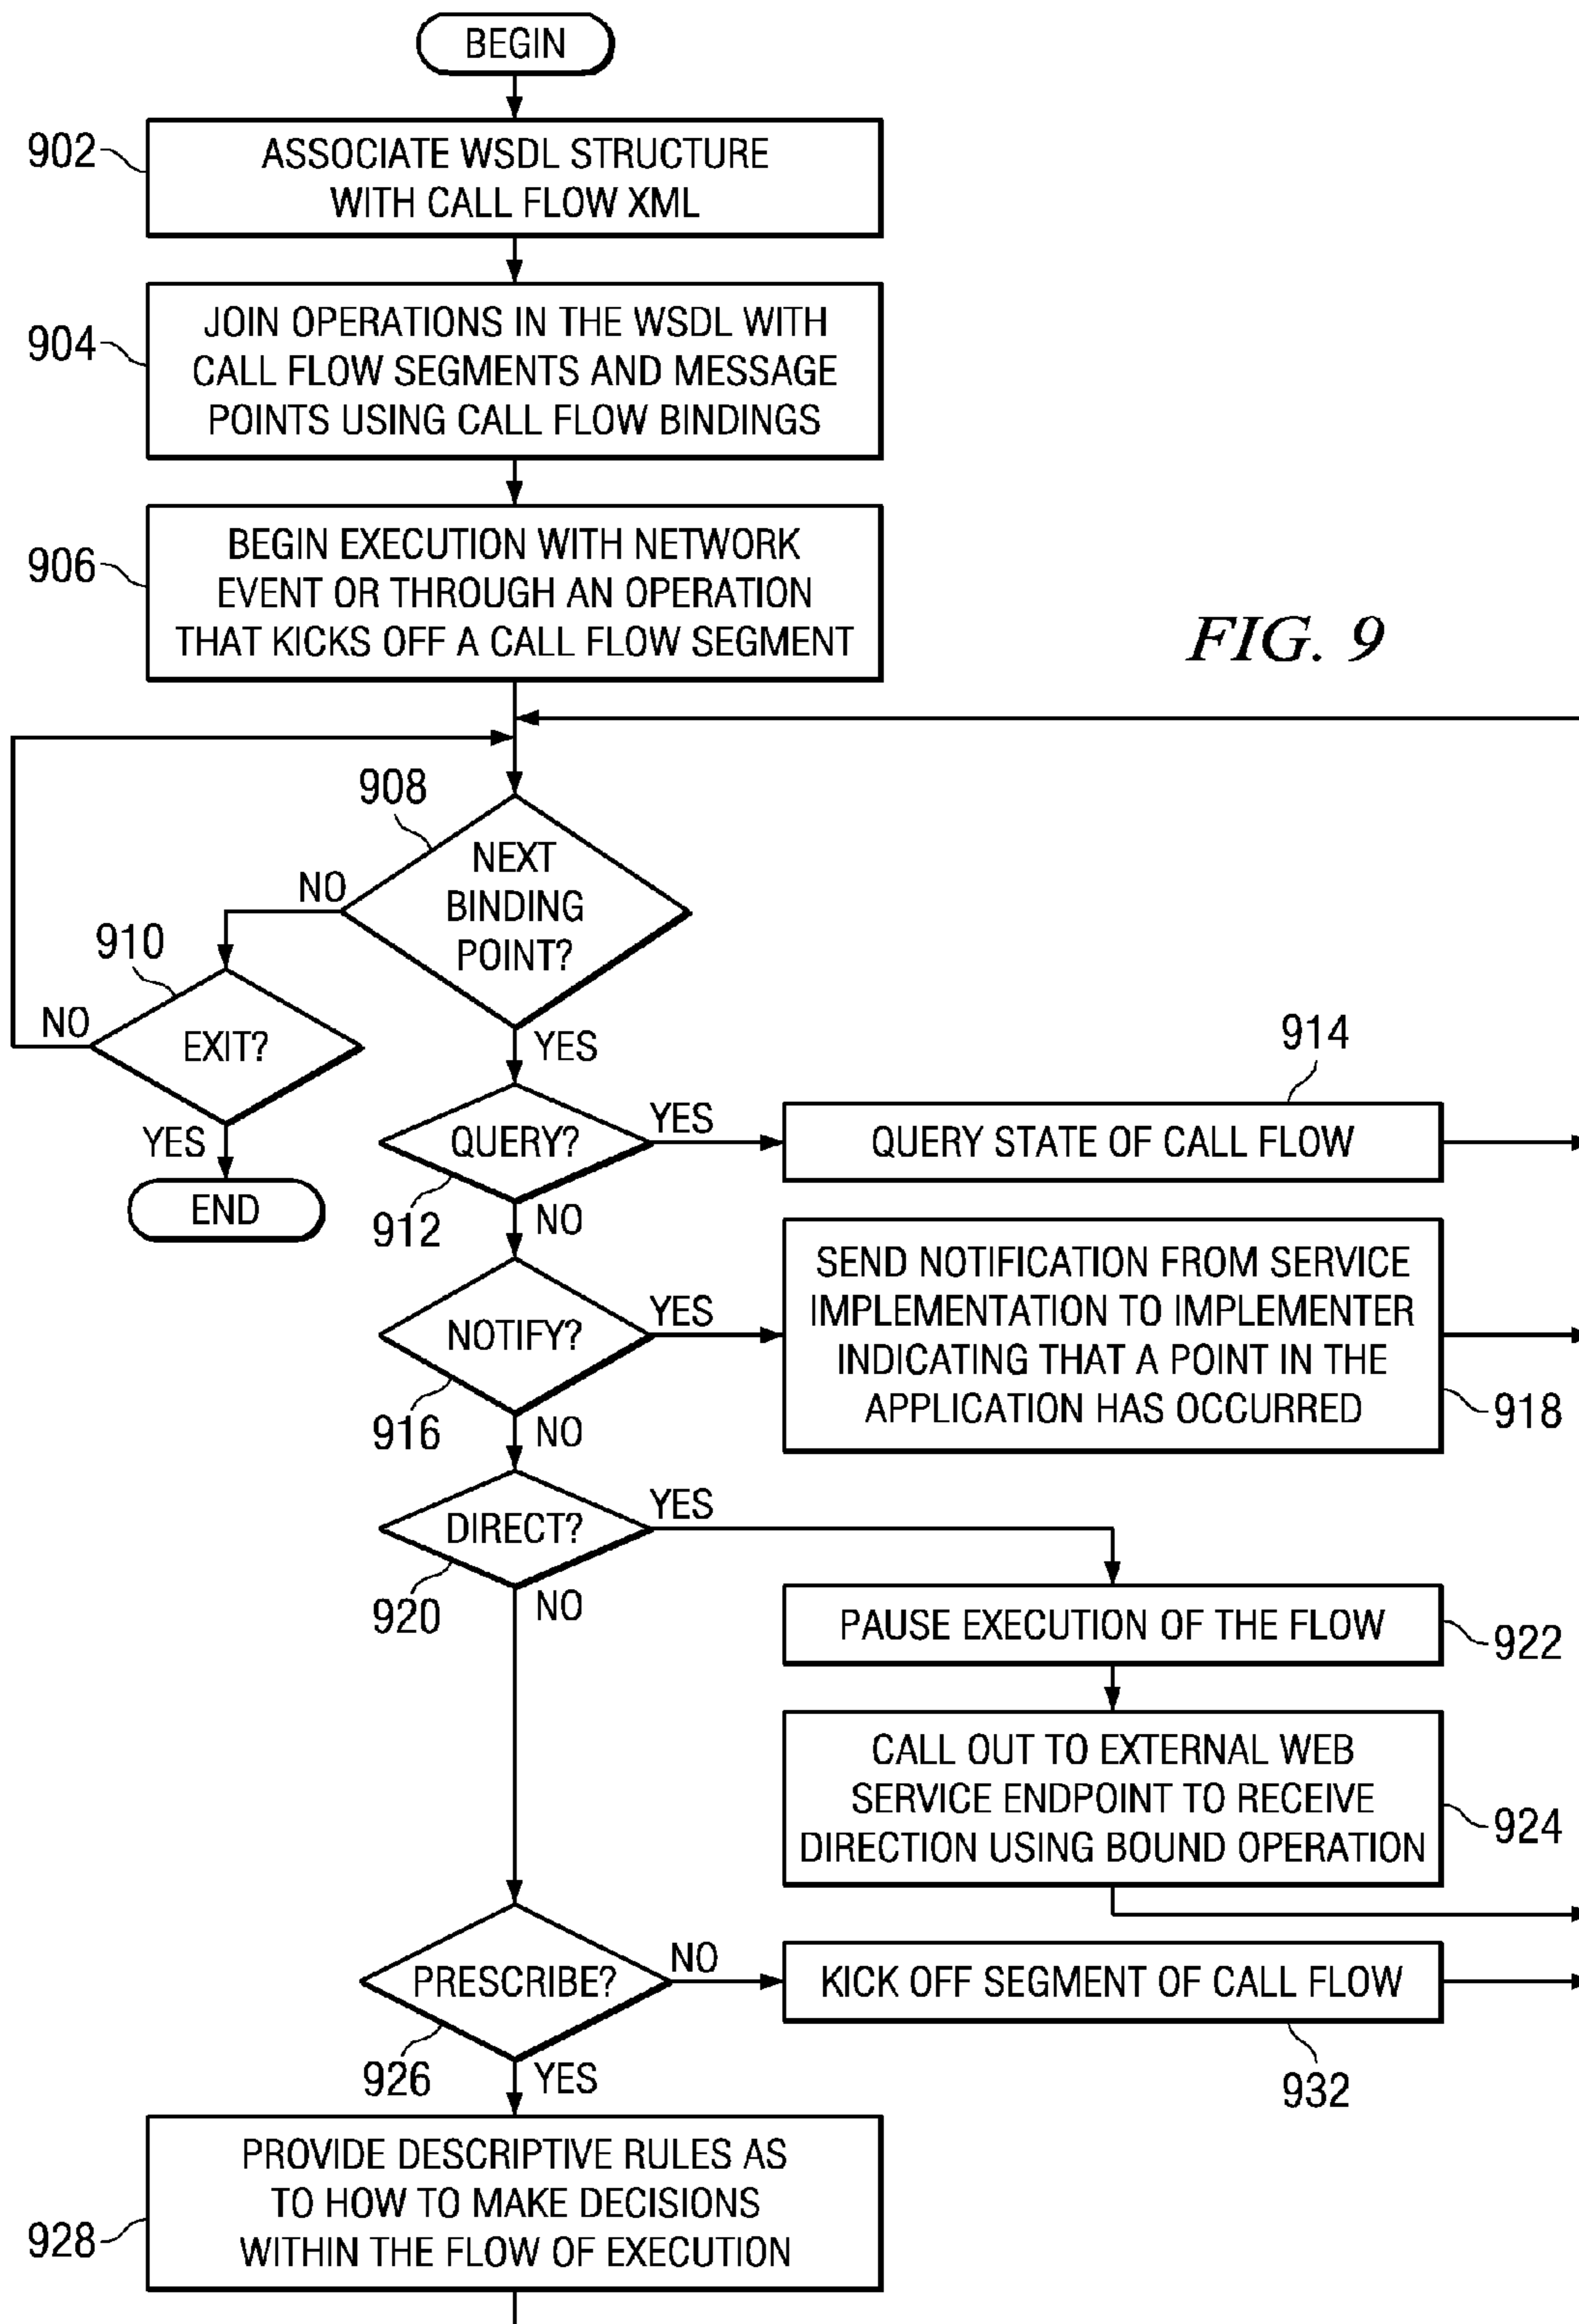 BEGIN
902
ASSOCIATE WSDL STRUCTURE
WITH CALL FLOW XML
904
JOIN OPERATIONS IN THE WSDL WITH
CALL FLOW SEGMENTS AND MESSAGE
POINTS USING CALL FLOW BINDINGS
906
BEGIN EXECUTION WITH NETWORK
EVENT OR THROUGH AN OPERATION
THAT KICKS OFF A CALL FLOW SEGMENT
FIG. 9
908
NEXT
BINDING
POINT?
NO
910
EXIT?
NO
YES
END
YES
QUERY?
912
YES
914
QUERY STATE OF CALL FLOW
NO
NOTIFY?
916
YES
SEND NOTIFICATION FROM SERVICE
IMPLEMENTATION TO IMPLEMENTER
INDICATING THAT A POINT IN THE
APPLICATION HAS OCCURRED
918
NO
DIRECT?
920
YES
PAUSE EXECUTION OF THE FLOW
922
CALL OUT TO EXTERNAL WEB
SERVICE ENDPOINT TO RECEIVE
DIRECTION USING BOUND OPERATION
924
NO
PRESCRIBE?
926
NO
KICK OFF SEGMENT OF CALL FLOW
932
YES
928
PROVIDE DESCRIPTIVE RULES AS
TO HOW TO MAKE DECISIONS
WITHIN THE FLOW OF EXECUTION